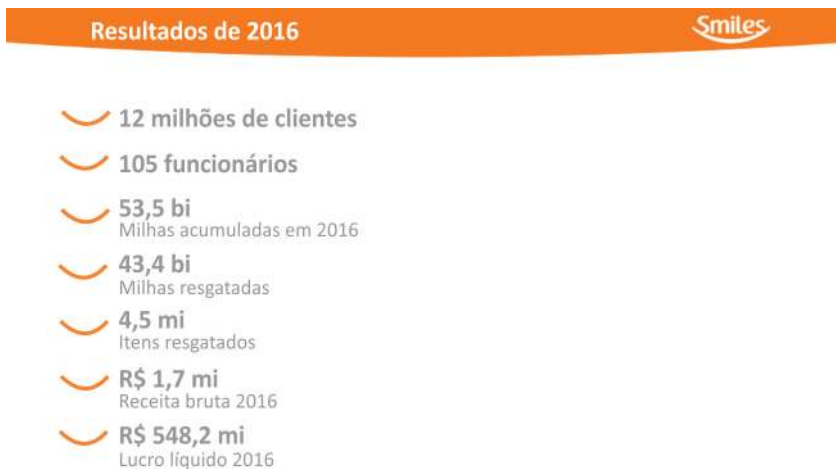 Resultados de 2016
Smiles
12 milhões de clientes
105 funcionários
53,5 bi
Milhas acumuladas em 2016
43,4 bi
Milhas resgatadas
4,5 mi
Itens resgatados
R$ 1,7 mi
Receita bruta 2016
R$ 548,2 mi
Lucro líquido 2016